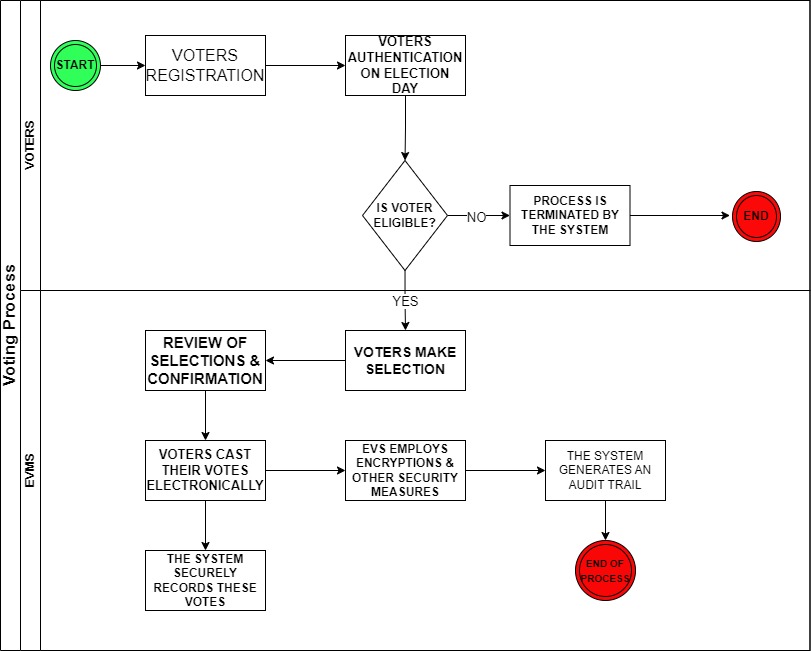 Voting Process
VOTERS
START
VOTERS
REGISTRATION
VOTERS
AUTHENTICATION
ON ELECTION
DAY
IS VOTER
ELIGIBLE?
NO
PROCESS IS
TERMINATED BY
THE SYSTEM
END
YES
EVMS
REVIEW OF
SELECTIONS &
CONFIRMATION
VOTERS MAKE
SELECTION
VOTERS CAST
THEIR VOTES
ELECTRONICALLY
EVS EMPLOYS
ENCRYPTIONS &
OTHER SECURITY
MEASURES
THE SYSTEM
GENERATES AN
AUDIT TRAIL
THE SYSTEM
SECURELY
RECORDS THESE
VOTES
END OF
PROCESS